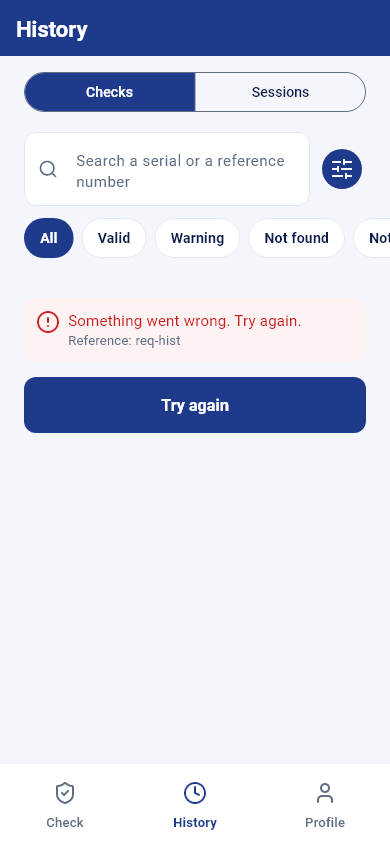 History
Checks
Sessions
Search a serial or a reference
number
All
Valid
Warning
Not found
Not
Something went wrong. Try again.
Reference: req-hist
Try again
Check
History
Profile